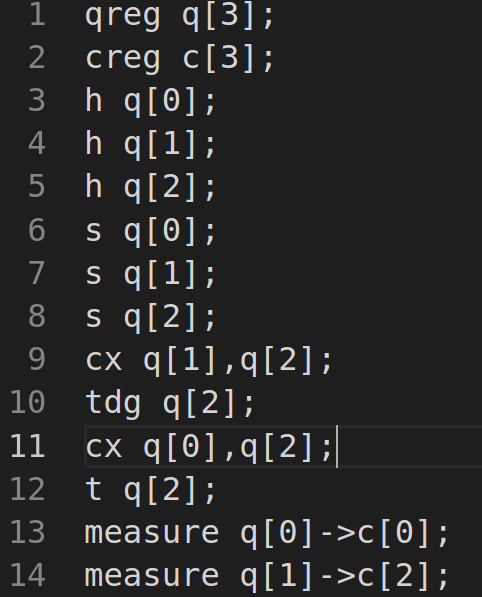 1 qreg q[3];
2 creg c[3];
3 h q[0];
4 h q[1];
5 h q[2];
6 s q[0];
7 s q[1];
8 s q[2];
9 cx q[1],q[2];
10 tdg q[2];
11 cx q[0],q[2];
12 t q[2];
13 measure q[0]->c[0];
14 measure q[1]->c[2];